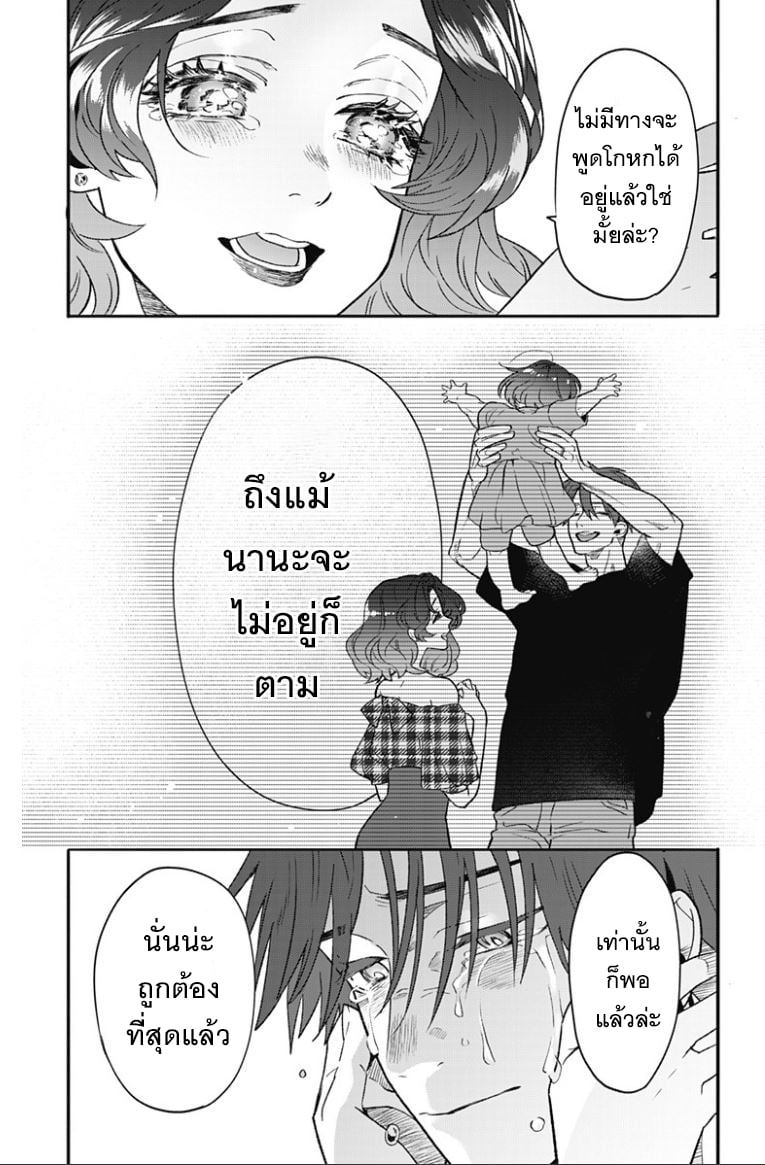 ไม่มีทางจะ
พูดโกหกได้
อยู่แล้วใช่
มั้ยล่ะ?
ถึงแม้
นานะจะ
ไม่อยู่ก็
ตาม
เท่านั้น
ก็พอ
แล้วล่ะ
นั่นน่ะ
ถูกต้อง
ที่สุดแล้ว